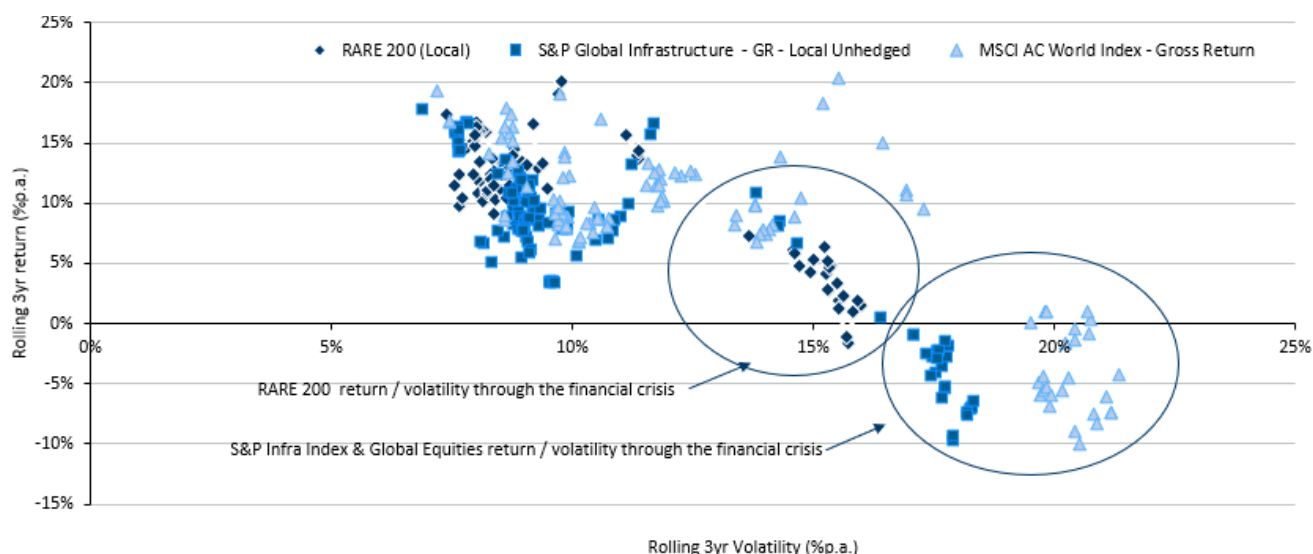 25%
RARE 200 (Local)
S&P Global Infrastructure - GR - Local Unhedged
MSCI AC World Index - Gross Return
20%
15%
10%
5%
0%
-5%
-10%
-15%
Rolling 3yr return (%p.a.)
0%
5%
10%
15%
20%
25%
RARE 200 return / volatility through the financial crisis
S&P Infra Index & Global Equities return / volatility through the financial crisis
Rolling 3yr Volatility (%p.a.)